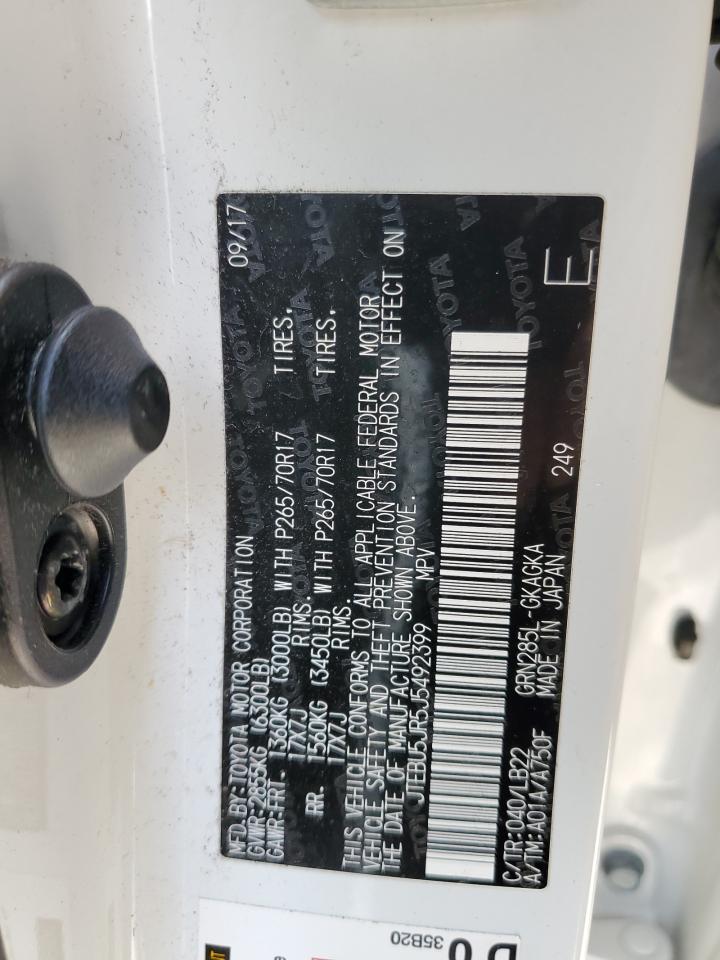 MFD. BY: TOYOTA MOTOR CORPORATION 09/17
GVWR-2855KG (6300LB)
GAWR-FRT. 1360KG (3000LB) WITH P265/70R17 TIRES,
17X7J RIMS.
RR. 1560KG (3450LB) WITH P265/70R17 TIRES,
17X7J RIMS.
THIS VEHICLE CONFORMS TO ALL APPLICABLE FEDERAL MOTOR
VEHICLE SAFETY AND THEFT PREVENTION STANDARDS IN EFFECT ON
THE DATE OF MANUFACTURE SHOWN ABOVE.
JTEBU5JR5J5492399 MPV
C/TR:040/LB22 GRN285L-GKAGKA
A/TM:A01A/A750F MADE IN JAPAN 249 E
35B20